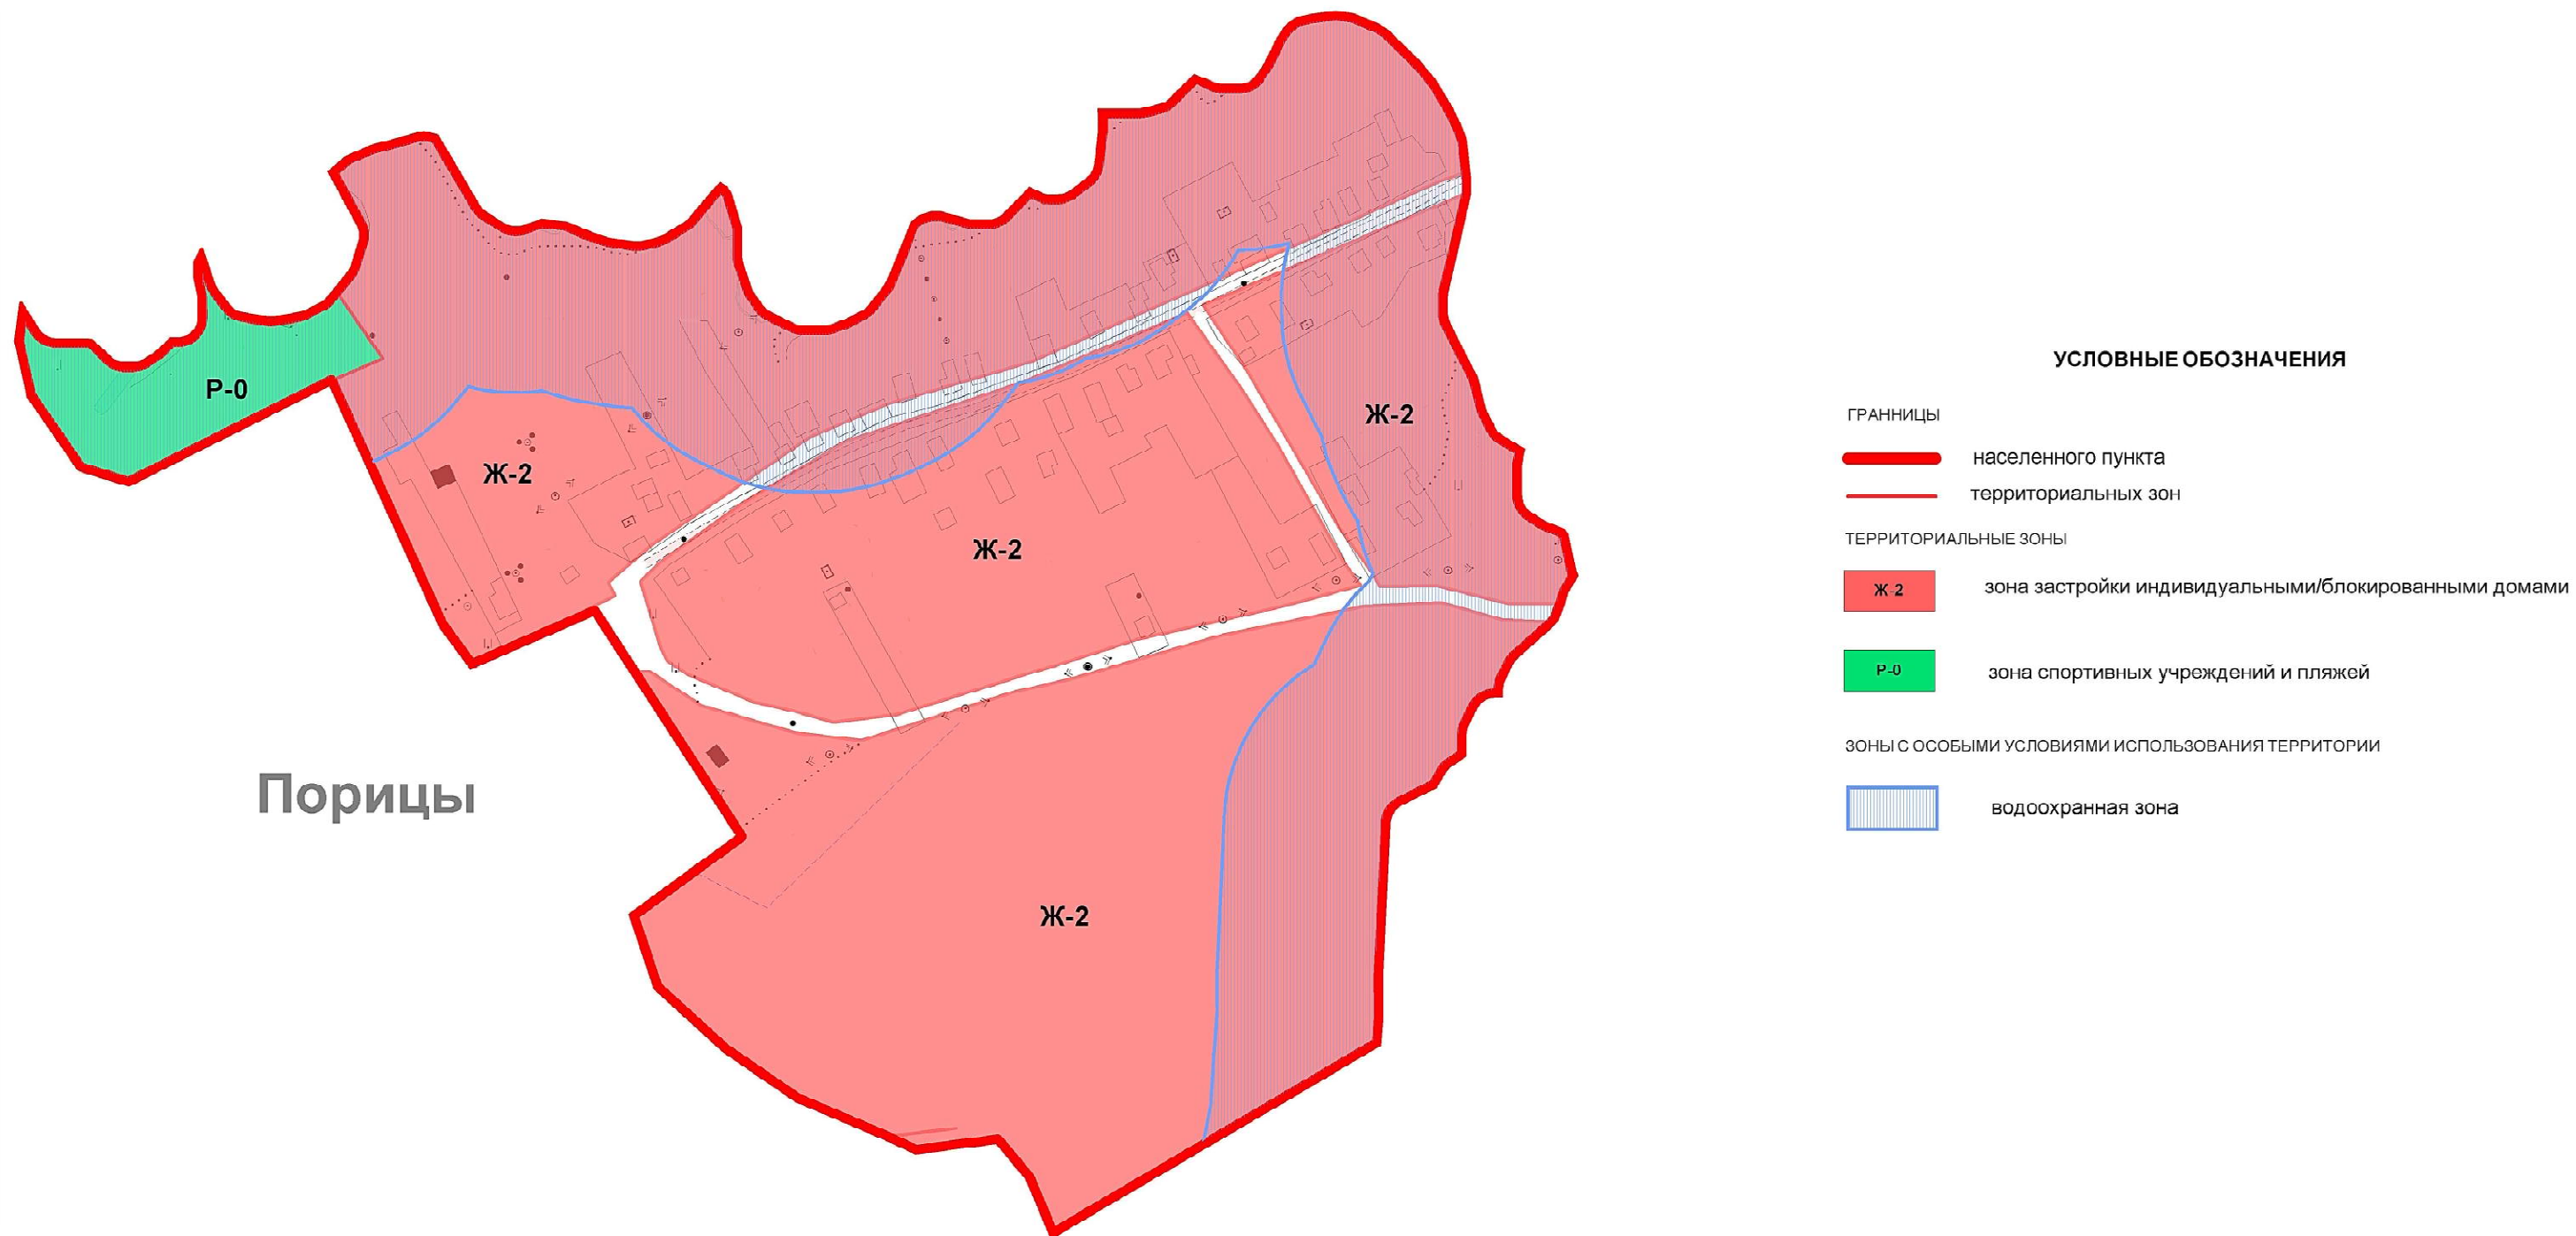 Р-0
Ж-2
Ж-2
Ж-2
Ж-2
Порицы
УСЛОВНЫЕ ОБОЗНАЧЕНИЯ
ГРАННИЦЫ
населенного пункта
территориальных зон
ТЕРРИТОРИАЛЬНЫЕ ЗОНЫ
Ж-2 зона застройки индивидуальными/блокированными домами
Р-0 зона спортивных учреждений и пляжей
ЗОНЫ С ОСОБЫМИ УСЛОВИЯМИ ИСПОЛЬЗОВАНИЯ ТЕРРИТОРИИ
водоохранная зона